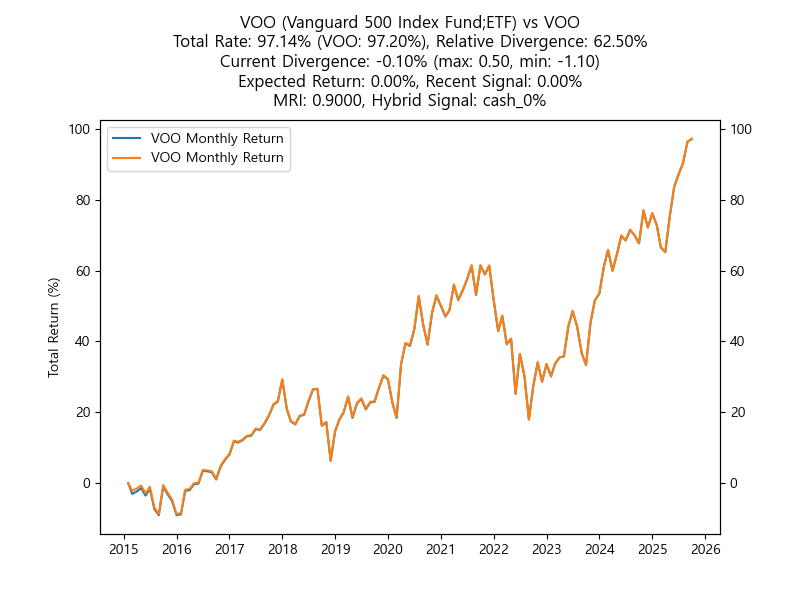 VOO (Vanguard 500 Index Fund;ETF) vs VOO
Total Rate: 97.14% (VOO: 97.20%), Relative Divergence: 62.50%
Current Divergence: -0.10% (max: 0.50, min: -1.10)
Expected Return: 0.00%, Recent Signal: 0.00%
MRI: 0.9000, Hybrid Signal: cash_0%
VOO Monthly Return
VOO Monthly Return
Total Return (%)
100
80
60
40
20
0
100
80
60
40
20
0
2015 2016 2017 2018 2019 2020 2021 2022 2023 2024 2025 2026